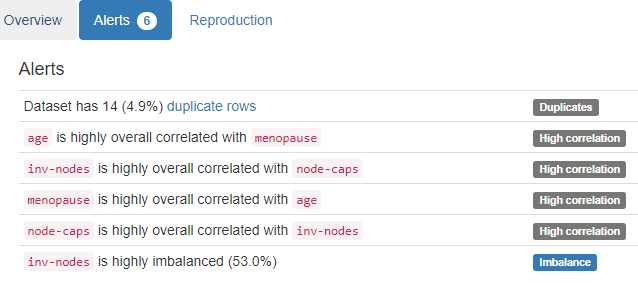 Overview Alerts 6 Reproduction
Alerts
Dataset has 14 (4.9%) duplicate rows Duplicates
age is highly overall correlated with menopause High correlation
inv-nodes is highly overall correlated with node-caps High correlation
menopause is highly overall correlated with age High correlation
node-caps is highly overall correlated with inv-nodes High correlation
inv-nodes is highly imbalanced (53.0%) Imbalance